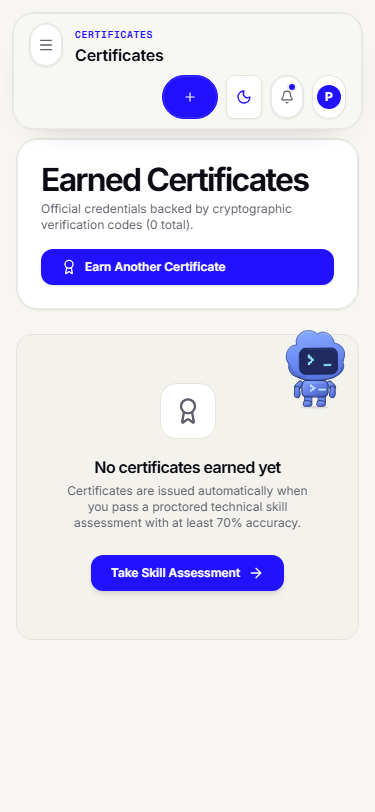 CERTIFICATES
Certificates
P
Earned Certificates
Official credentials backed by cryptographic
verification codes (0 total).
Earn Another Certificate
No certificates earned yet
Certificates are issued automatically when
you pass a proctored technical skill
assessment with at least 70% accuracy.
Take Skill Assessment